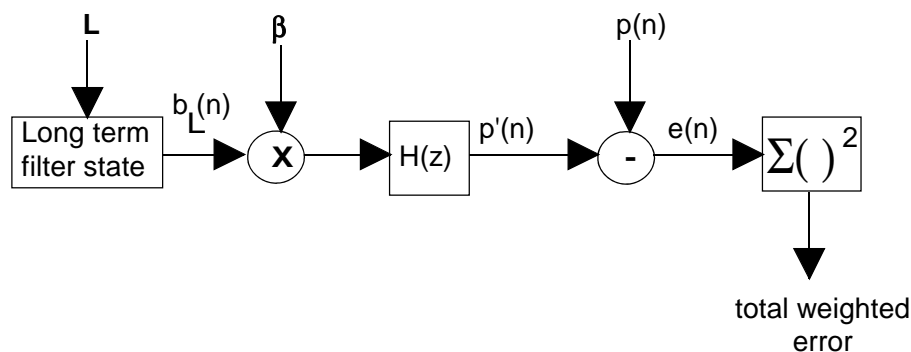 L
β
p(n)
Long term
filter state
b_L(n)
X
H(z)
p'(n)
-
e(n)
Σ( )²
total weighted
error